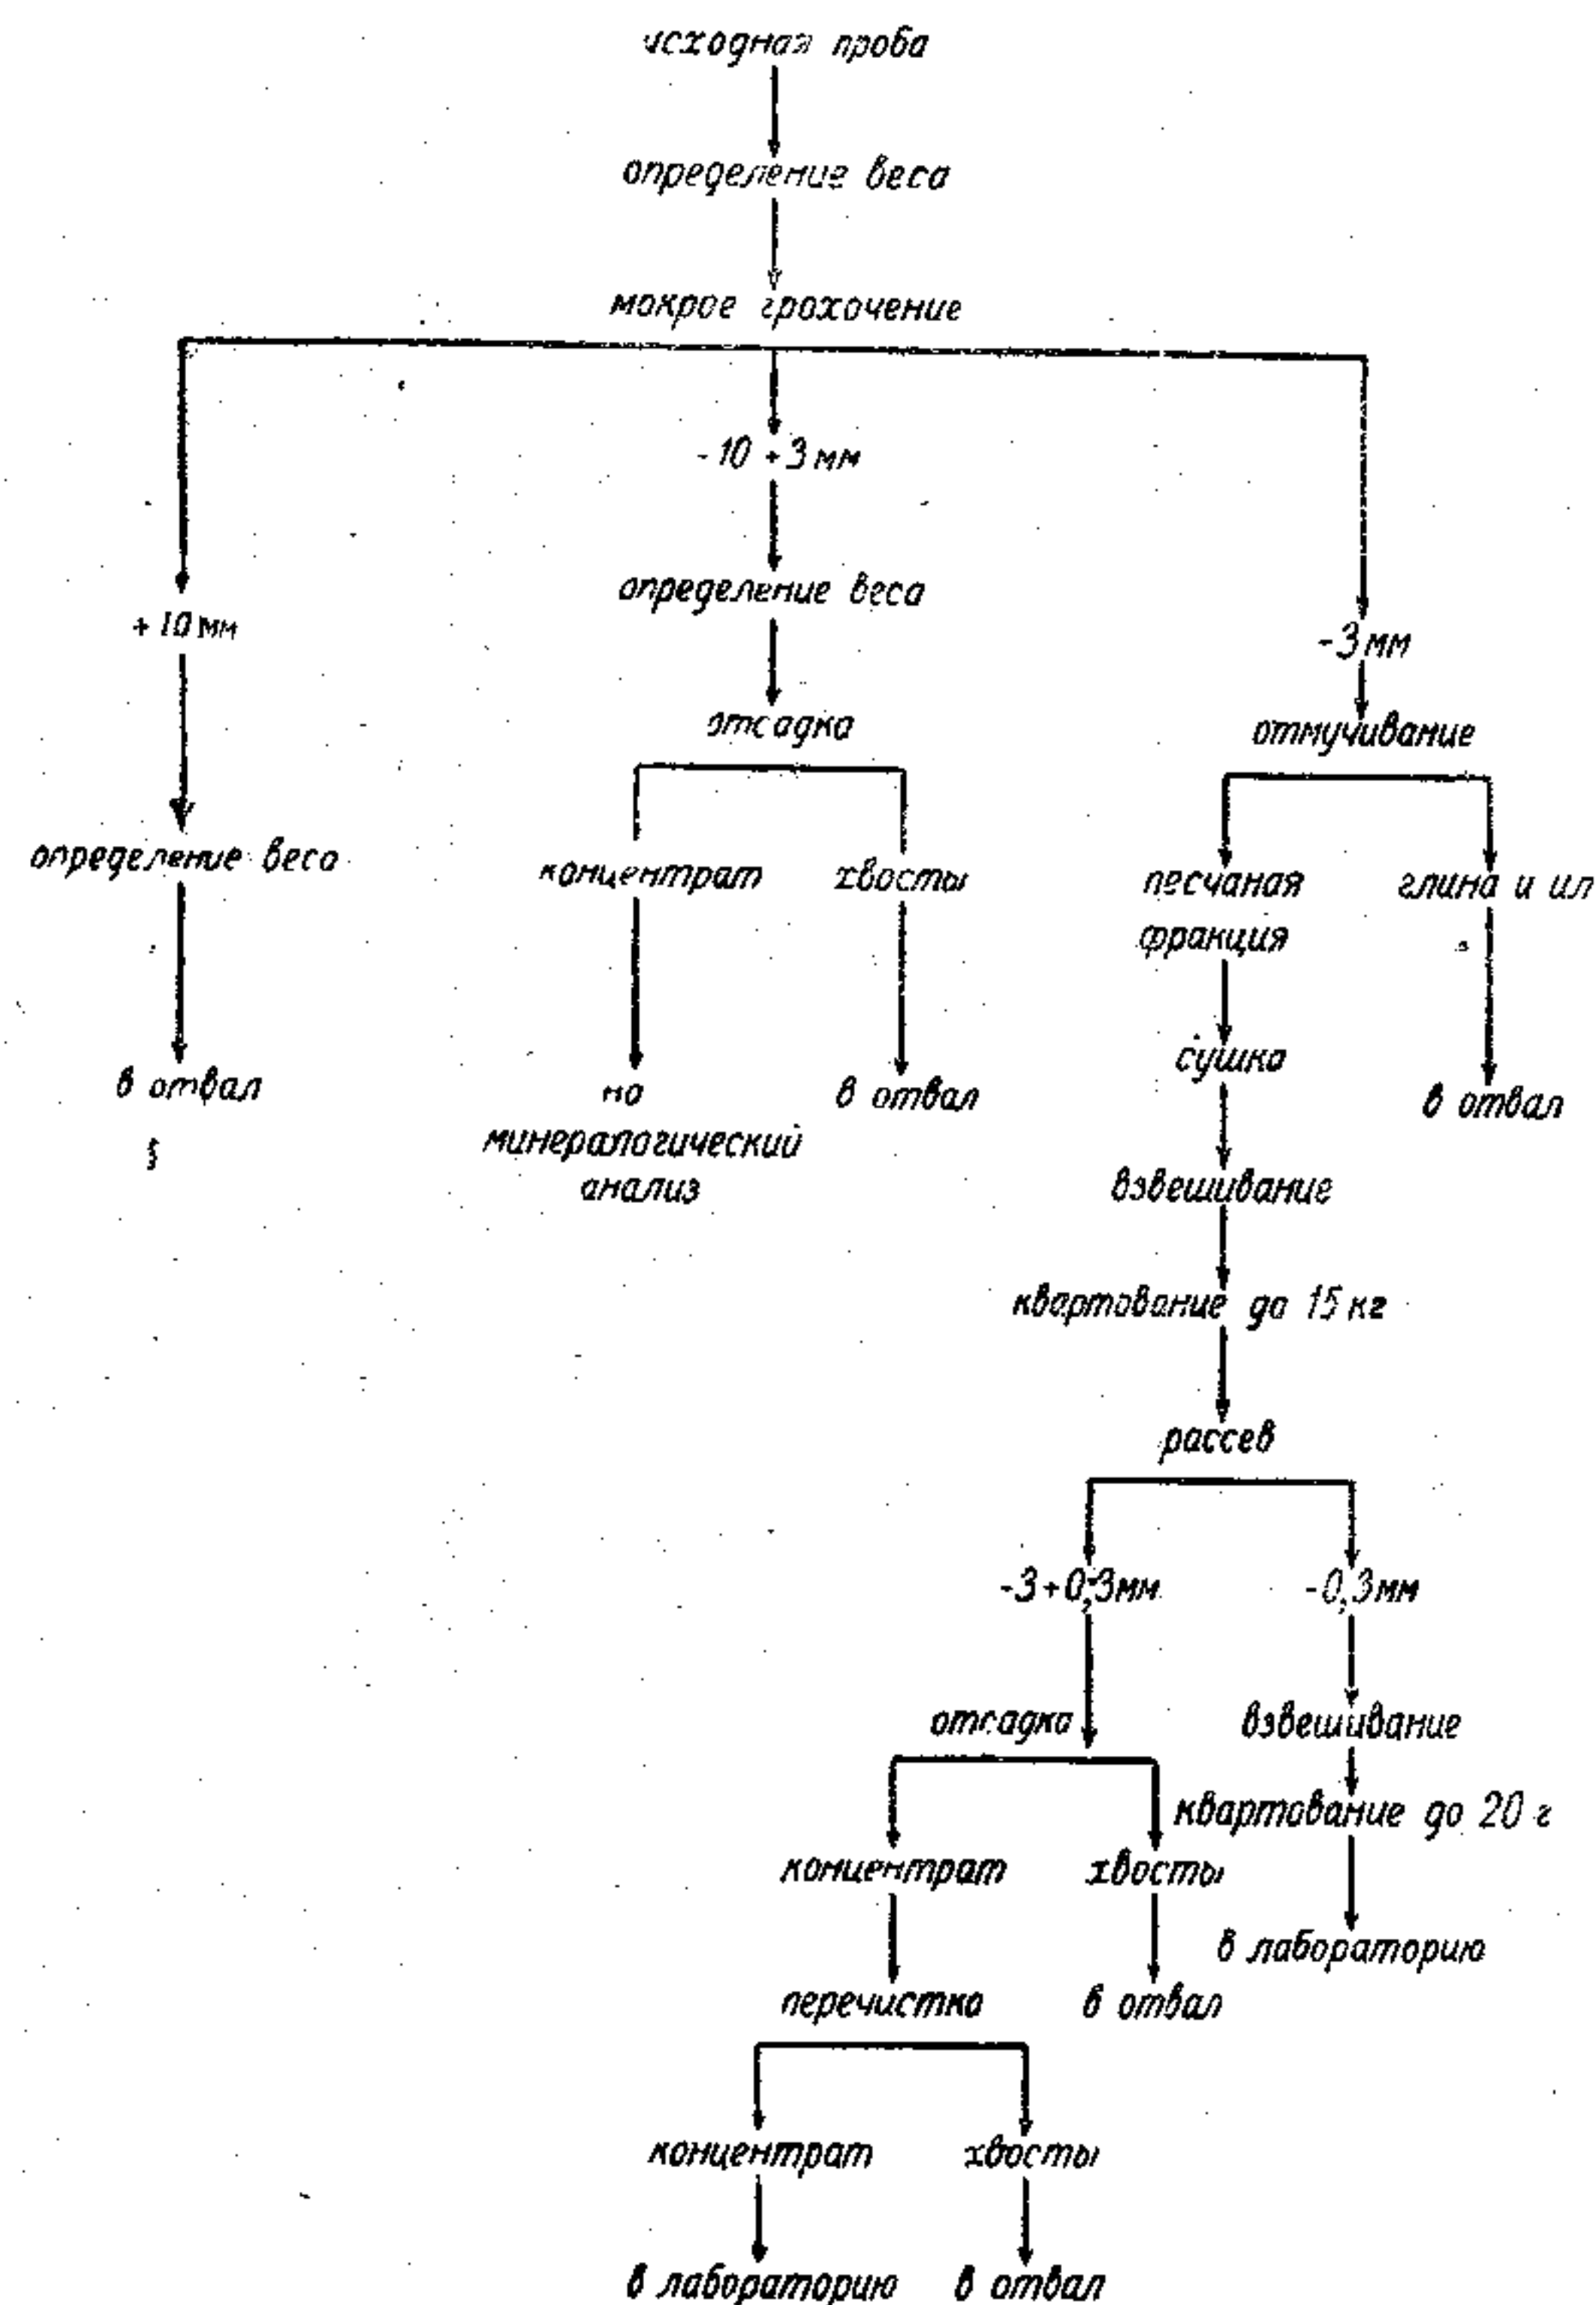 исходная проба
определение веса
мокрое грохочение
-10 +3 мм
определение веса
+10 мм
-3 мм
отсадка
отмучивание
определение веса
концентрат
хвосты
песчаная
фракция
глина и ил
сушка
в отвал
на
минералогический
анализ
в отвал
в отвал
взвешивание
квартование до 15 кг
рассев
-3+0,3 мм
-0,3 мм
отсадка
взвешивание
квартование до 20 г
концентрат
хвосты
в лабораторию
перечистка
в отвал
концентрат
хвосты
в лабораторию
в отвал